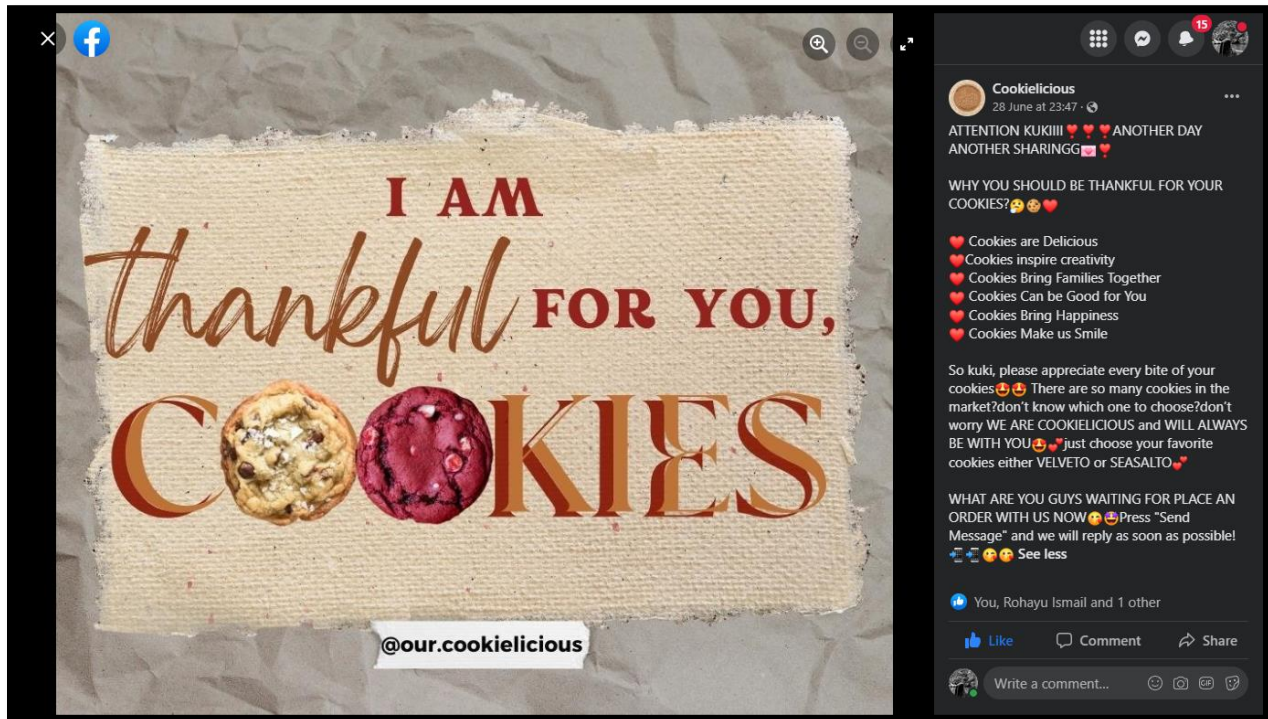 I AM
thankful FOR YOU,
COOKIES
@our.cookielicious
15
Cookielicious
28 June at 23:47 ·
ATTENTION KUKIIII❣️❣️❣️ANOTHER DAY
ANOTHER SHARINGG💌❣️
WHY YOU SHOULD BE THANKFUL FOR YOUR
COOKIES?🤔🍪❤️
❤️ Cookies are Delicious
❤️Cookies inspire creativity
❤️ Cookies Bring Families Together
❤️ Cookies Can be Good for You
❤️ Cookies Bring Happiness
❤️ Cookies Make us Smile
So kuki, please appreciate every bite of your
cookies🤩🤩 There are so many cookies in the
market?don't know which one to choose?don't
worry WE ARE COOKIELICIOUS and WILL ALWAYS
BE WITH YOU🤩💕just choose your favorite
cookies either VELVETO or SEASALTO💕
WHAT ARE YOU GUYS WAITING FOR PLACE AN
ORDER WITH US NOW😘🤩Press "Send
Message" and we will reply as soon as possible!
📲📲😘😘 See less
You, Rohayu Ismail and 1 other
Like Comment Share
Write a comment... GIF